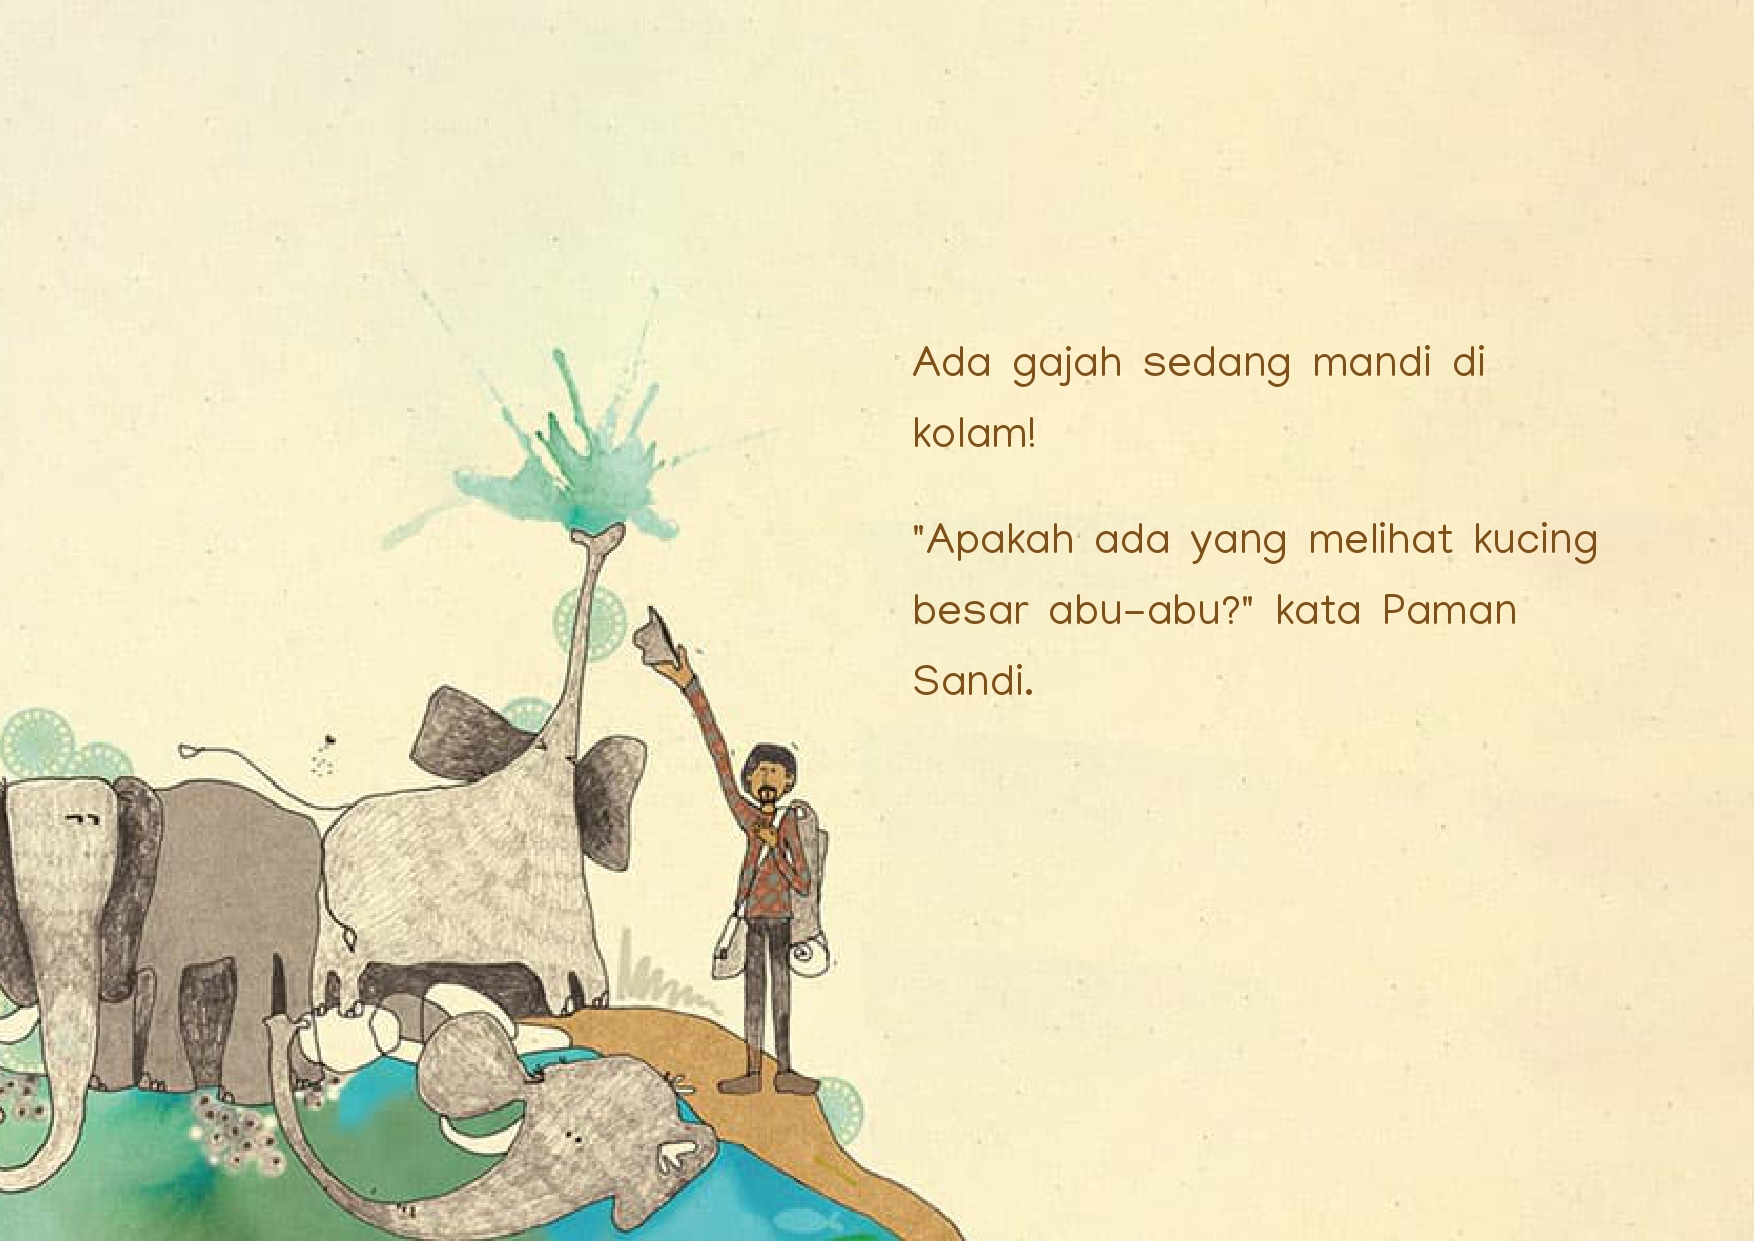 Ada gajah sedang mandi di
kolam!
"Apakah ada yang melihat kucing
besar abu-abu?" kata Paman
Sandi.